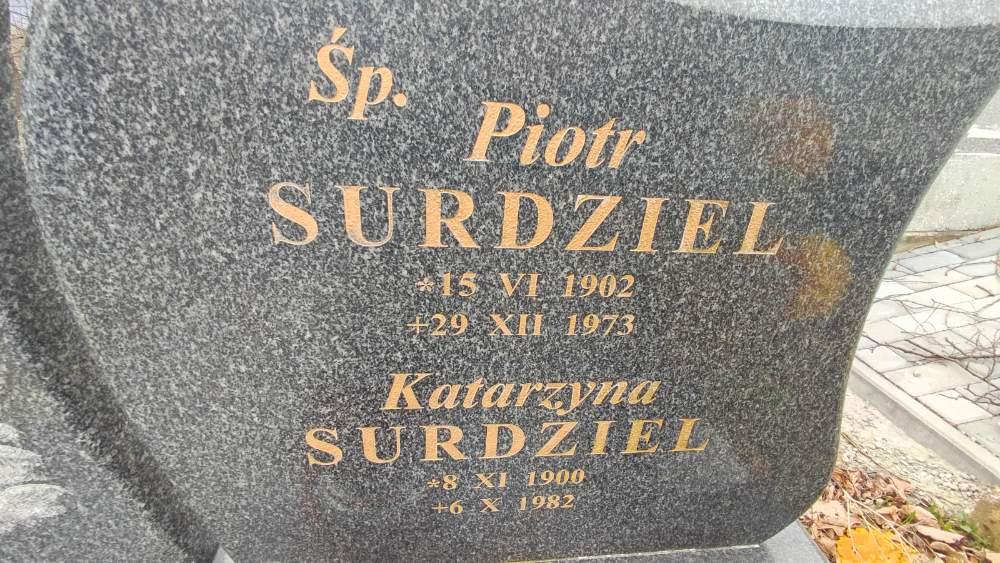 Śp.
Piotr
SURDZIEL
*15 VI 1902
+29 XII 1973
Katarzyna
SURDZIEL
*8 XI 1900
+6 X 1982